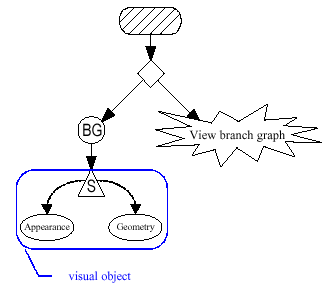 BG
View branch graph
S
Appearance
Geometry
visual object